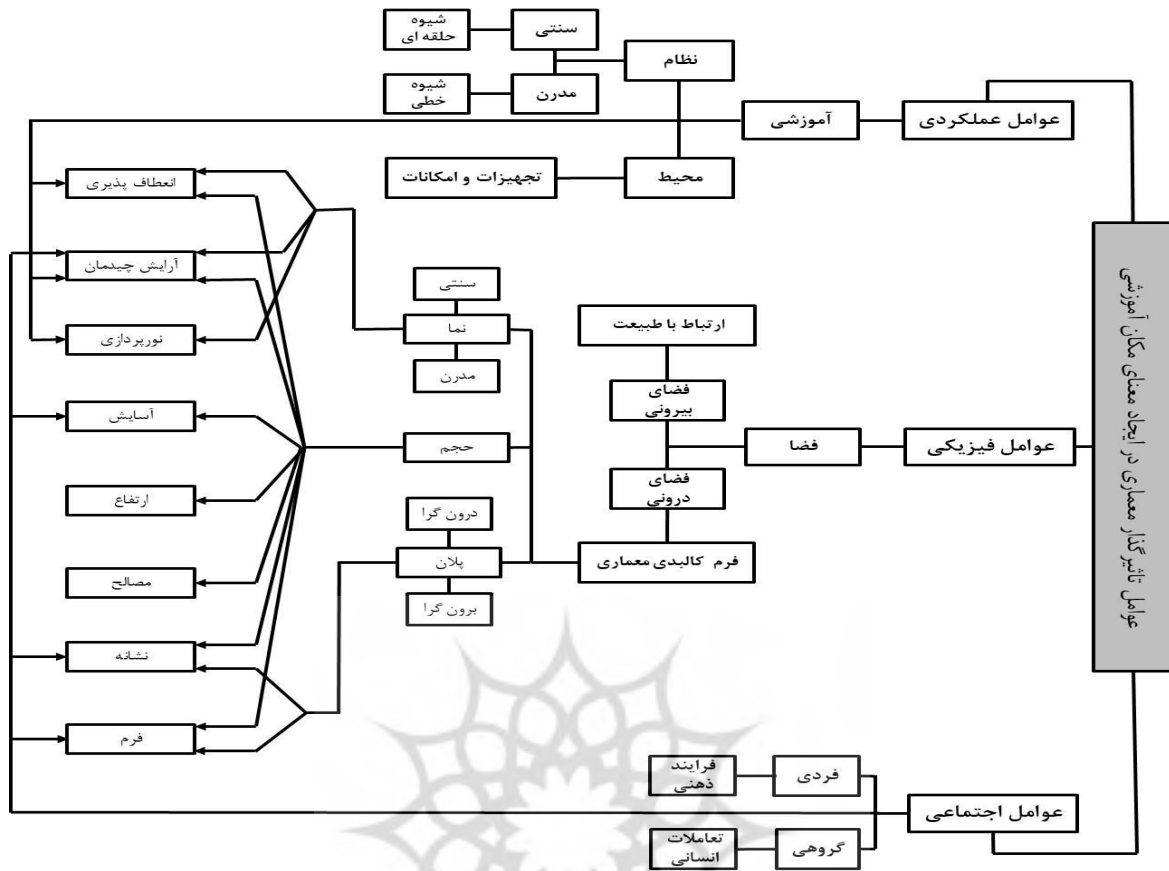 عوامل تاثیرگذار معماری در ایجاد معنای مکان آموزشی
عوامل عملکردی
آموزشی
نظام
سنتی
شیوه
حلقه ای
مدرن
شیوه
خطی
محیط
تجهیزات و امکانات
عوامل فیزیکی
فضا
فضای
بیرونی
ارتباط با طبیعت
فضای
درونی
فرم کالبدی معماری
سنتی
نما
مدرن
حجم
درون گرا
پلان
برون گرا
عوامل اجتماعی
فردی
فرایند
ذهنی
گروهی
تعاملات
انسانی
انعطاف پذیری
آرایش چیدمان
نورپردازی
آسایش
ارتفاع
مصالح
نشانه
فرم